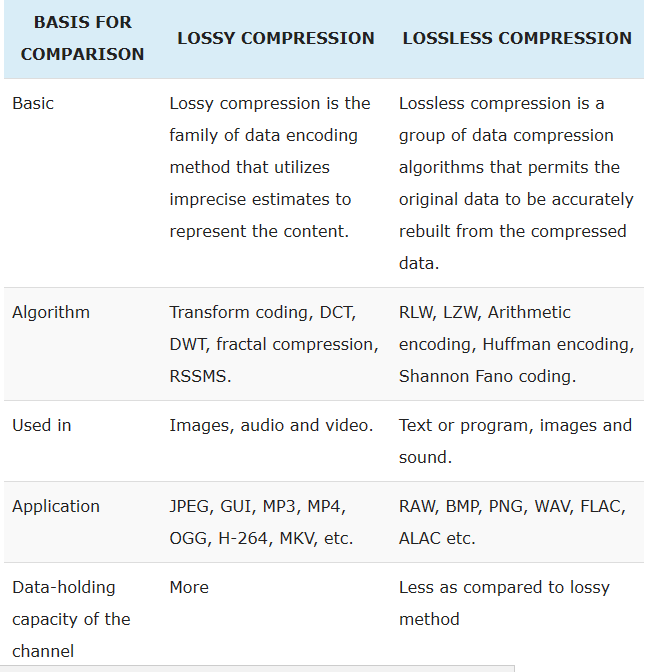 BASIS FOR
COMPARISON
LOSSY COMPRESSION
LOSSLESS COMPRESSION
Basic
Lossy compression is the
family of data encoding
method that utilizes
imprecise estimates to
represent the content.
Lossless compression is a
group of data compression
algorithms that permits the
original data to be accurately
rebuilt from the compressed
data.
Algorithm
Transform coding, DCT,
DWT, fractal compression,
RSSMS.
RLW, LZW, Arithmetic
encoding, Huffman encoding,
Shannon Fano coding.
Used in
Images, audio and video.
Text or program, images and
sound.
Application
JPEG, GUI, MP3, MP4,
OGG, H-264, MKV, etc.
RAW, BMP, PNG, WAV, FLAC,
ALAC etc.
Data-holding
capacity of the
channel
More
Less as compared to lossy
method